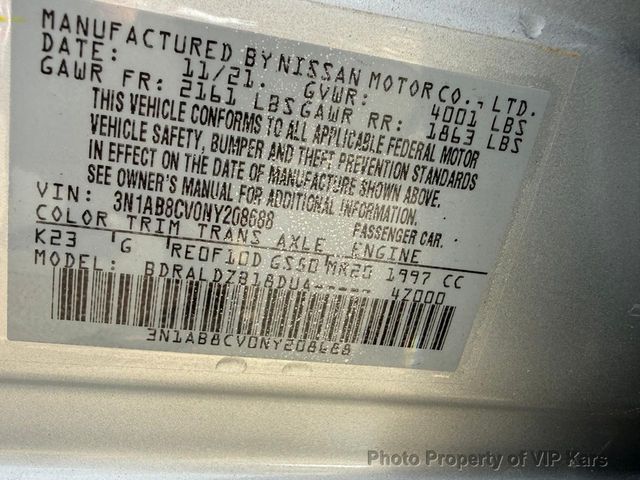 MANUFACTURED BY NISSAN MOTOR CO., LTD.
DATE: 11/21. GVWR: 4001 LBS
GAWR FR: 2161 LBS GAWR RR: 1863 LBS
THIS VEHICLE CONFORMS TO ALL APPLICABLE FEDERAL MOTOR
VEHICLE SAFETY, BUMPER AND THEFT PREVENTION STANDARDS
IN EFFECT ON THE DATE OF MANUFACTURE SHOWN ABOVE.
SEE OWNER'S MANUAL FOR ADDITIONAL INFORMATION.
VIN: 3N1AB8CV0NY208688 PASSENGER CAR.
COLOR TRIM TRANS AXLE ENGINE
K23 G RE0F10D GS50 MR20 1997 CC
MODEL: BDRALDZB18DUA----- 4Z000
3N1AB8CV0NY208688
Photo Property of VIP Kars